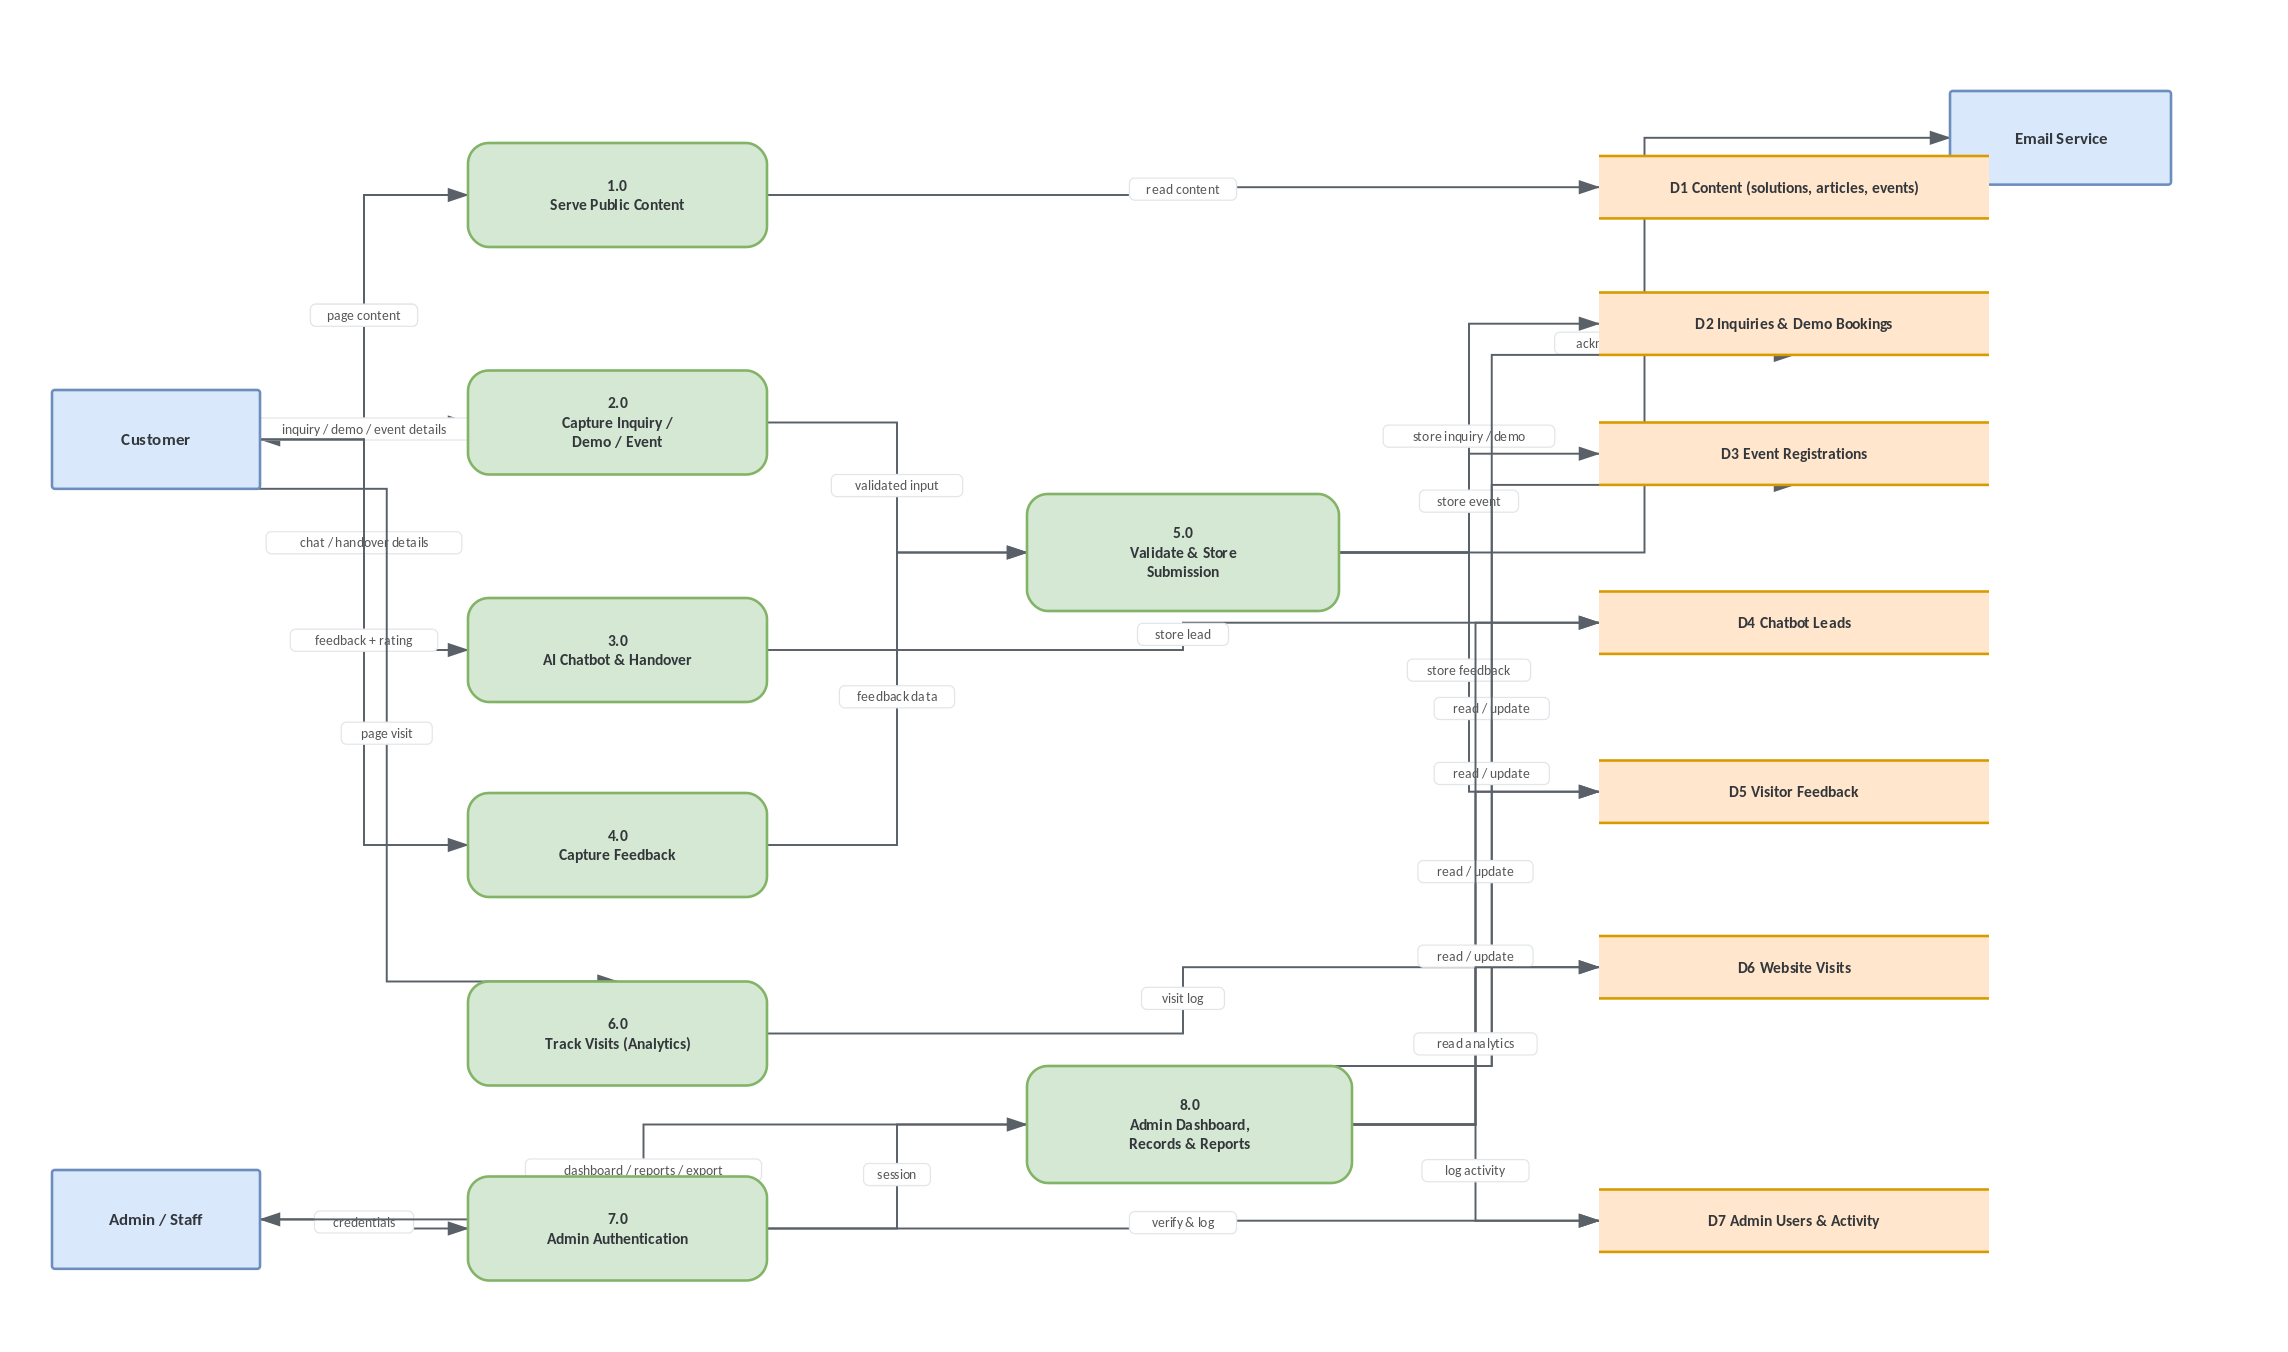 Email Service
1.0
Serve Public Content
read content
D1 Content (solutions, articles, events)
page content
D2 Inquiries & Demo Bookings
2.0
Capture Inquiry /
Demo / Event
inquiry / demo / event details
Customer
store inquiry / demo
D3 Event Registrations
validated input
store event
5.0
Validate & Store
Submission
chat / handover details
feedback + rating
3.0
AI Chatbot & Handover
store lead
D4 Chatbot Leads
store feedback
feedback data
read / update
page visit
read / update
D5 Visitor Feedback
4.0
Capture Feedback
read / update
read / update
D6 Website Visits
visit log
6.0
Track Visits (Analytics)
read analytics
8.0
Admin Dashboard,
Records & Reports
dashboard / reports / export
session
log activity
Admin / Staff
credentials
7.0
Admin Authentication
verify & log
D7 Admin Users & Activity